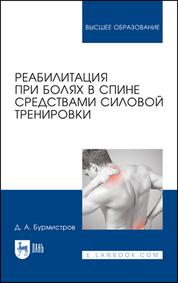 ВЫСШЕЕ ОБРАЗОВАНИЕ
РЕАБИЛИТАЦИЯ
ПРИ БОЛЯХ В СПИНЕ
СРЕДСТВАМИ СИЛОВОЙ
ТРЕНИРОВКИ
Д. А. Бурмистров
ЛАНЬ
E.LANBOOK.COM